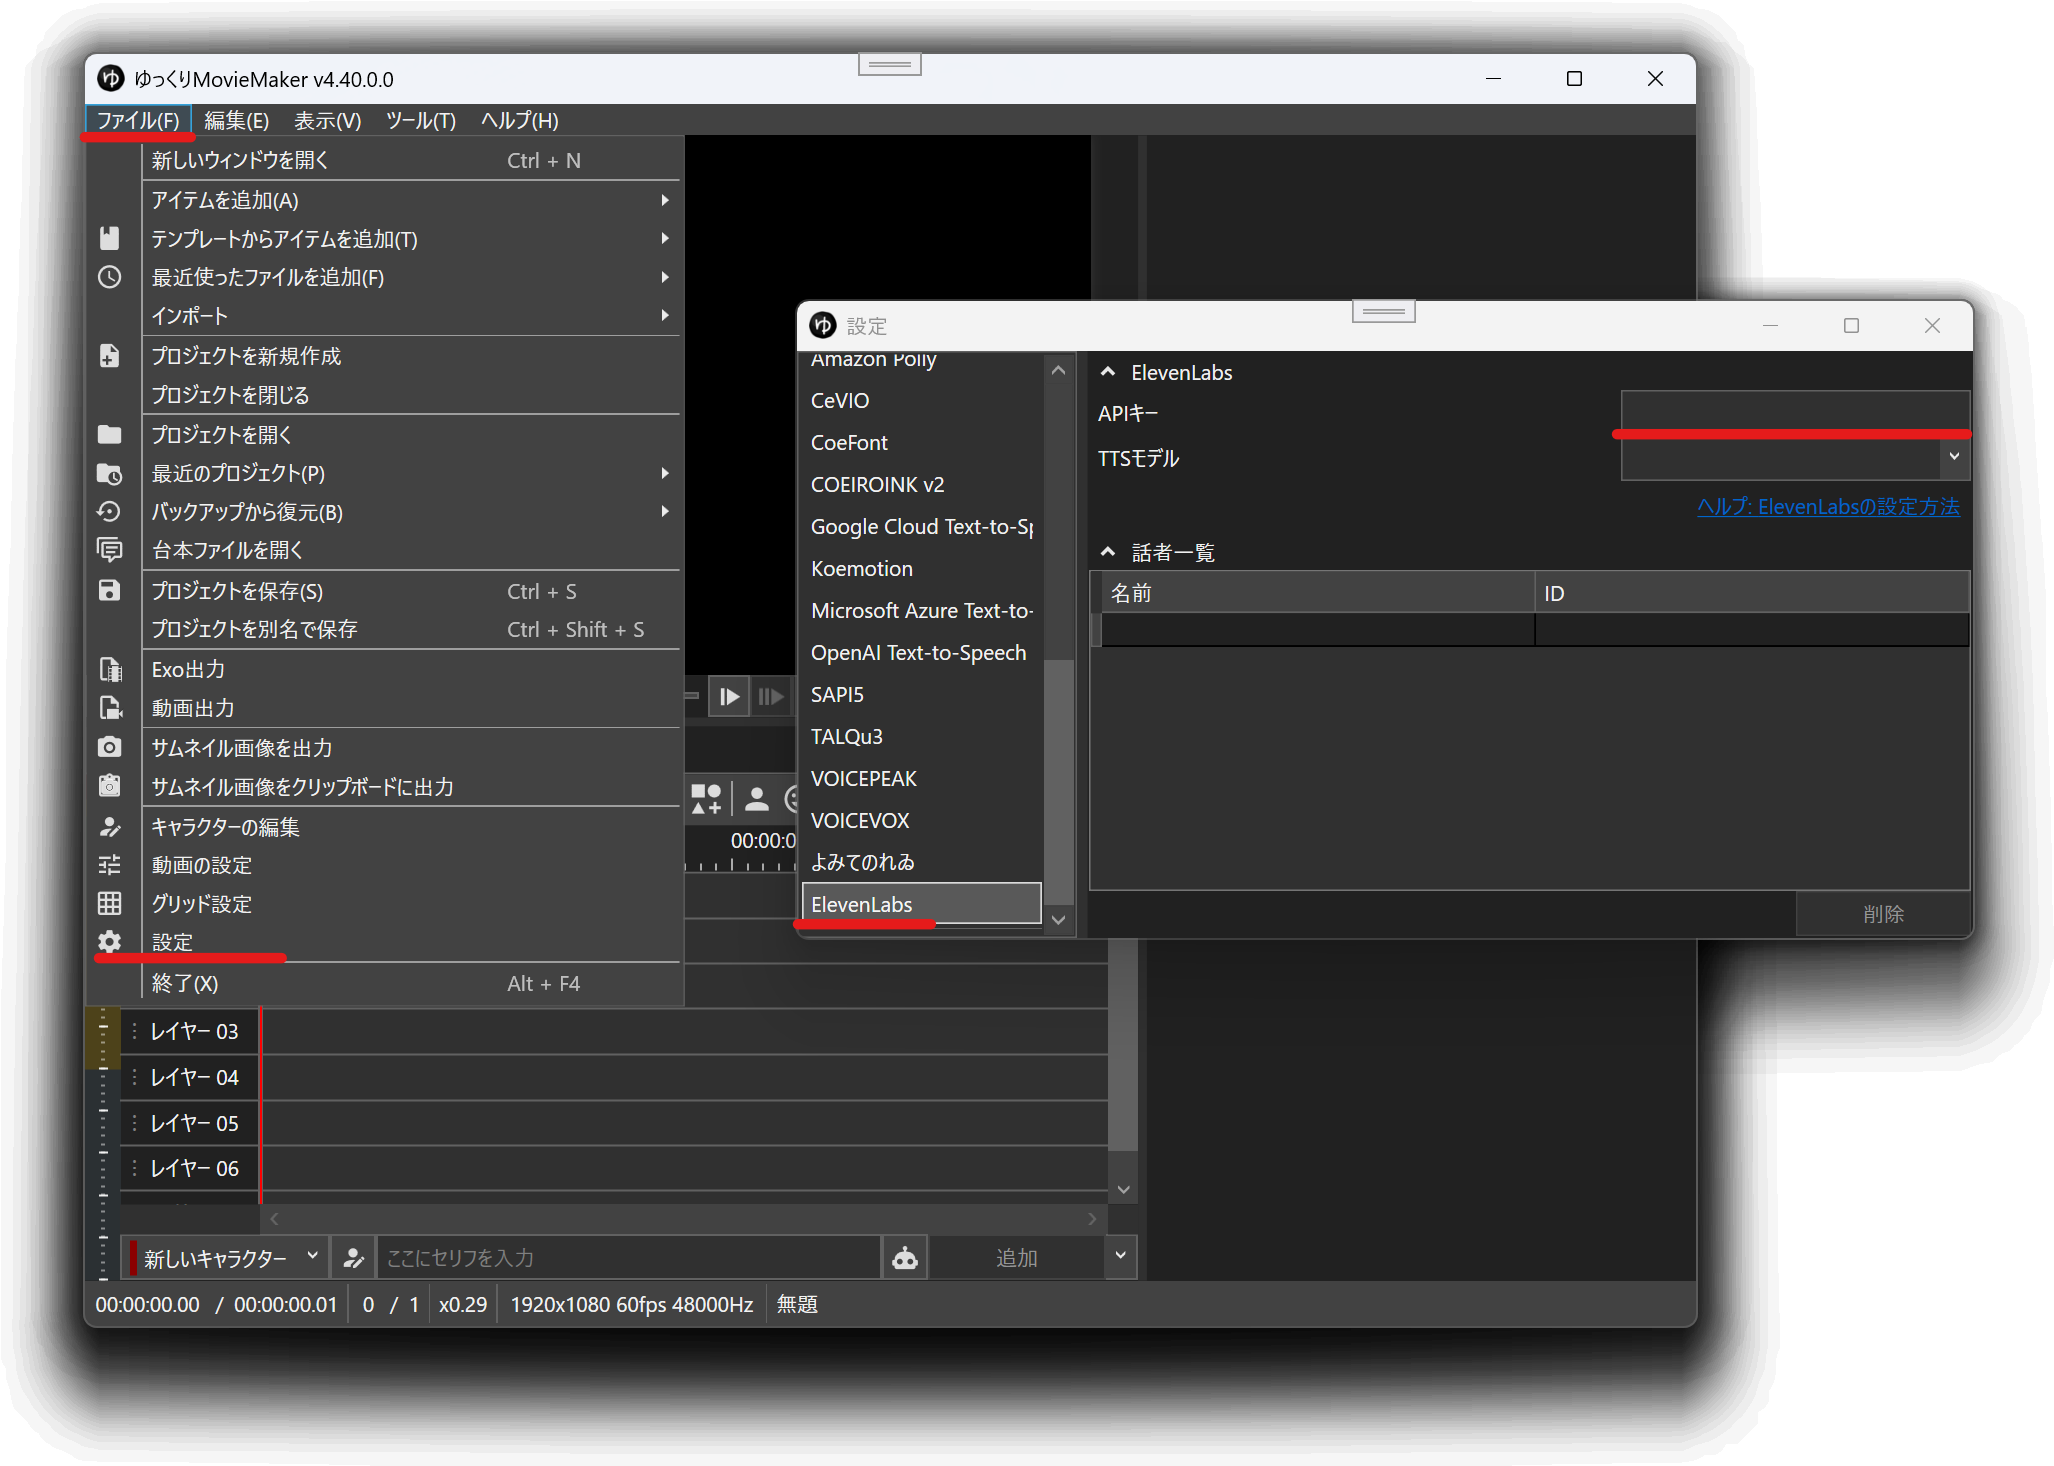 ゆっくりMovieMaker v4.40.0.0
ファイル(F) 編集(E) 表示(V) ツール(T) ヘルプ(H)
新しいウィンドウを開く Ctrl + N
アイテムを追加(A)
テンプレートからアイテムを追加(T)
最近使ったファイルを追加(F)
インポート
プロジェクトを新規作成
プロジェクトを閉じる
プロジェクトを開く
最近のプロジェクト(P)
バックアップから復元(B)
台本ファイルを開く
プロジェクトを保存(S) Ctrl + S
プロジェクトを別名で保存 Ctrl + Shift + S
Exo出力
動画出力
サムネイル画像を出力
サムネイル画像をクリップボードに出力
キャラクターの編集
動画の設定
グリッド設定
設定
終了(X) Alt + F4
00:00:0
レイヤー 03
レイヤー 04
レイヤー 05
レイヤー 06
新しいキャラクター ここにセリフを入力 追加
00:00:00.00 / 00:00:00.01 0 / 1 x0.29 1920x1080 60fps 48000Hz 無題
設定
Amazon Polly
CeVIO
CoeFont
COEIROINK v2
Google Cloud Text-to-Sp
Koemotion
Microsoft Azure Text-to-
OpenAI Text-to-Speech
SAPI5
TALQu3
VOICEPEAK
VOICEVOX
よみてのれゐ
ElevenLabs
ElevenLabs
APIキー
TTSモデル
ヘルプ: ElevenLabsの設定方法
話者一覧
名前 ID
削除